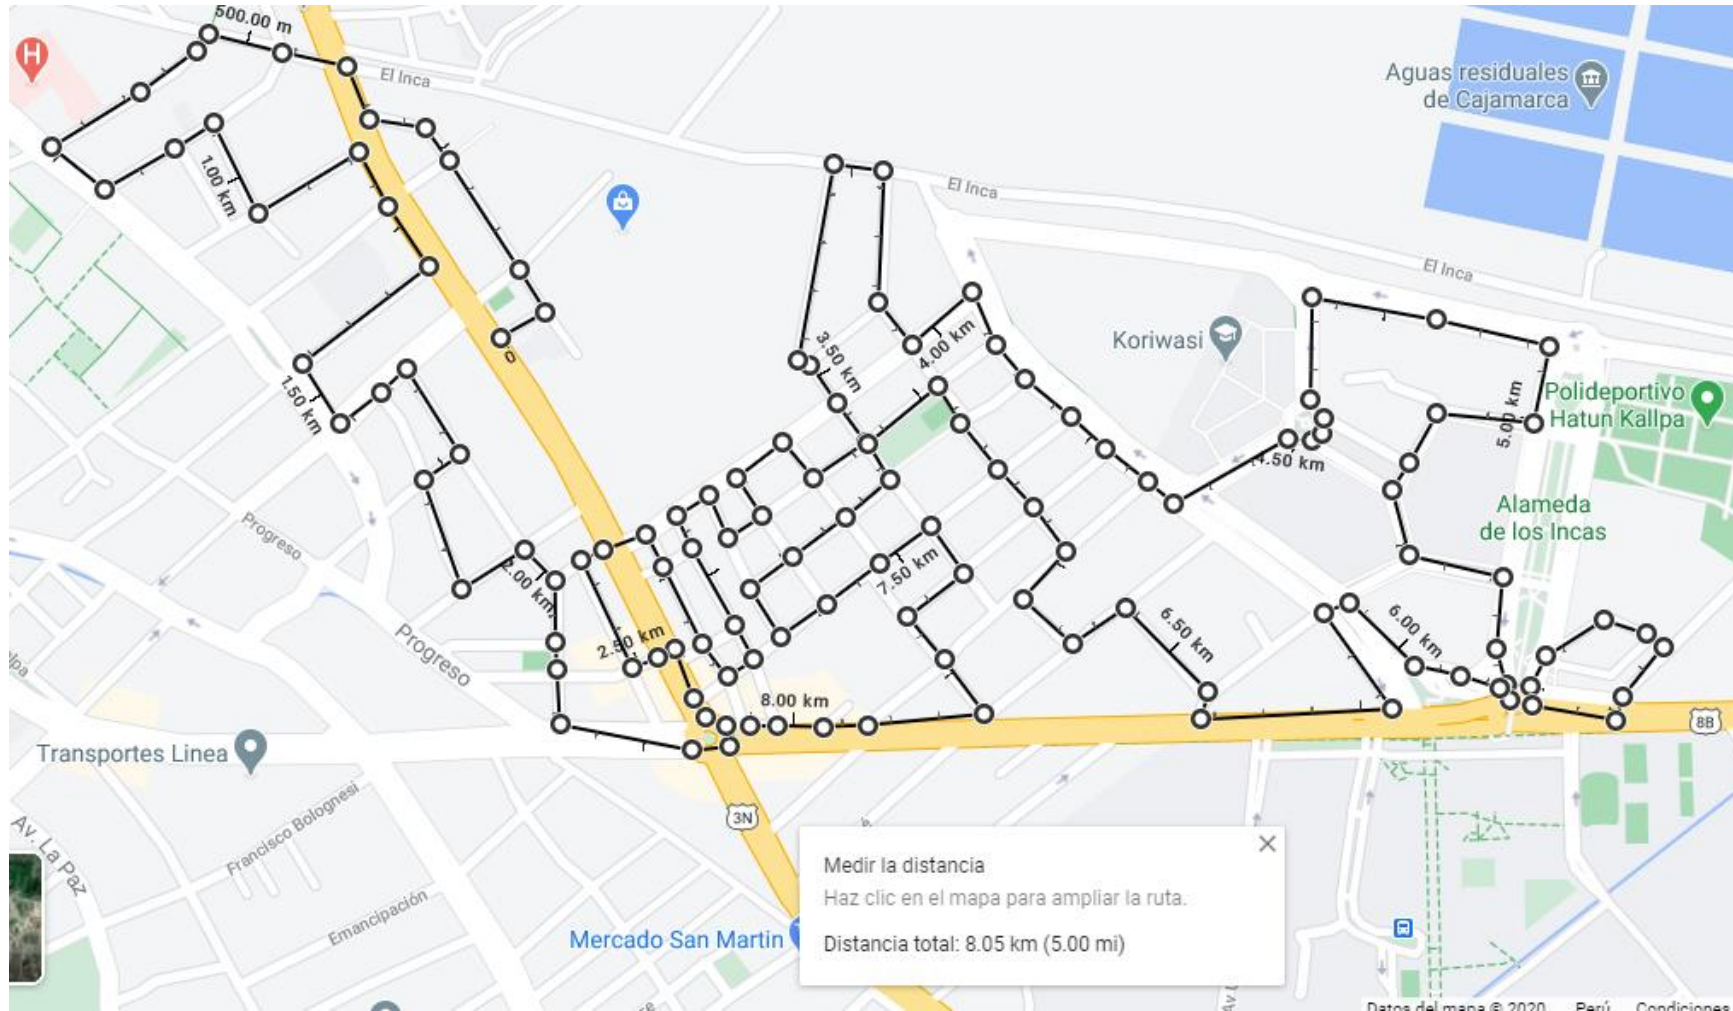 500.00 m
H
El Inca
Aguas residuales
de Cajamarca
1.00 km
El Inca
El Inca
Koriwasi
3.50 km
4.00 km
1.50 km
Polideportivo
Hatun Kallpa
5.00 km
4.50 km
Alameda
de los Incas
Progreso
2.00 km
7.50 km
6.00 km
6.50 km
Progreso
2.50 km
8.00 km
8B
Transportes Linea
3N
Francisco Bolognesi
Av. La Paz
Emancipación
Mercado San Martin
Medir la distancia
Haz clic en el mapa para ampliar la ruta.
Distancia total: 8.05 km (5.00 mi)
Datos del mapa © 2020 Perú Condiciones